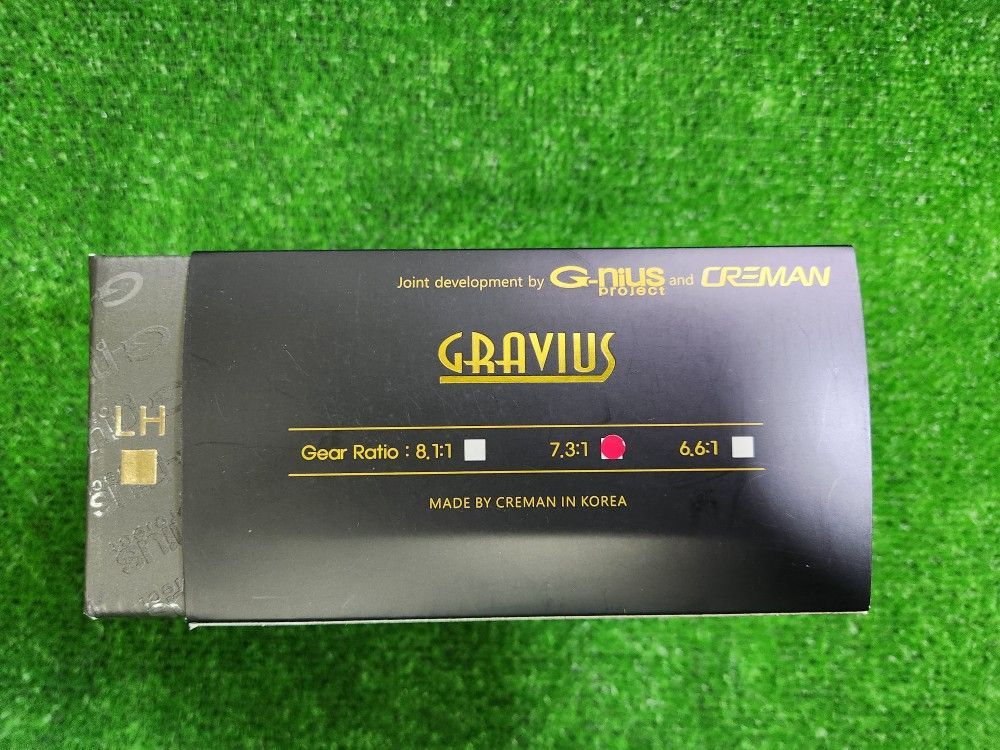 Joint development by G-nius project and CREMAN
GRAVIUS
LH
Gear Ratio : 8.1:1 7.3:1 6.6:1
MADE BY CREMAN IN KOREA